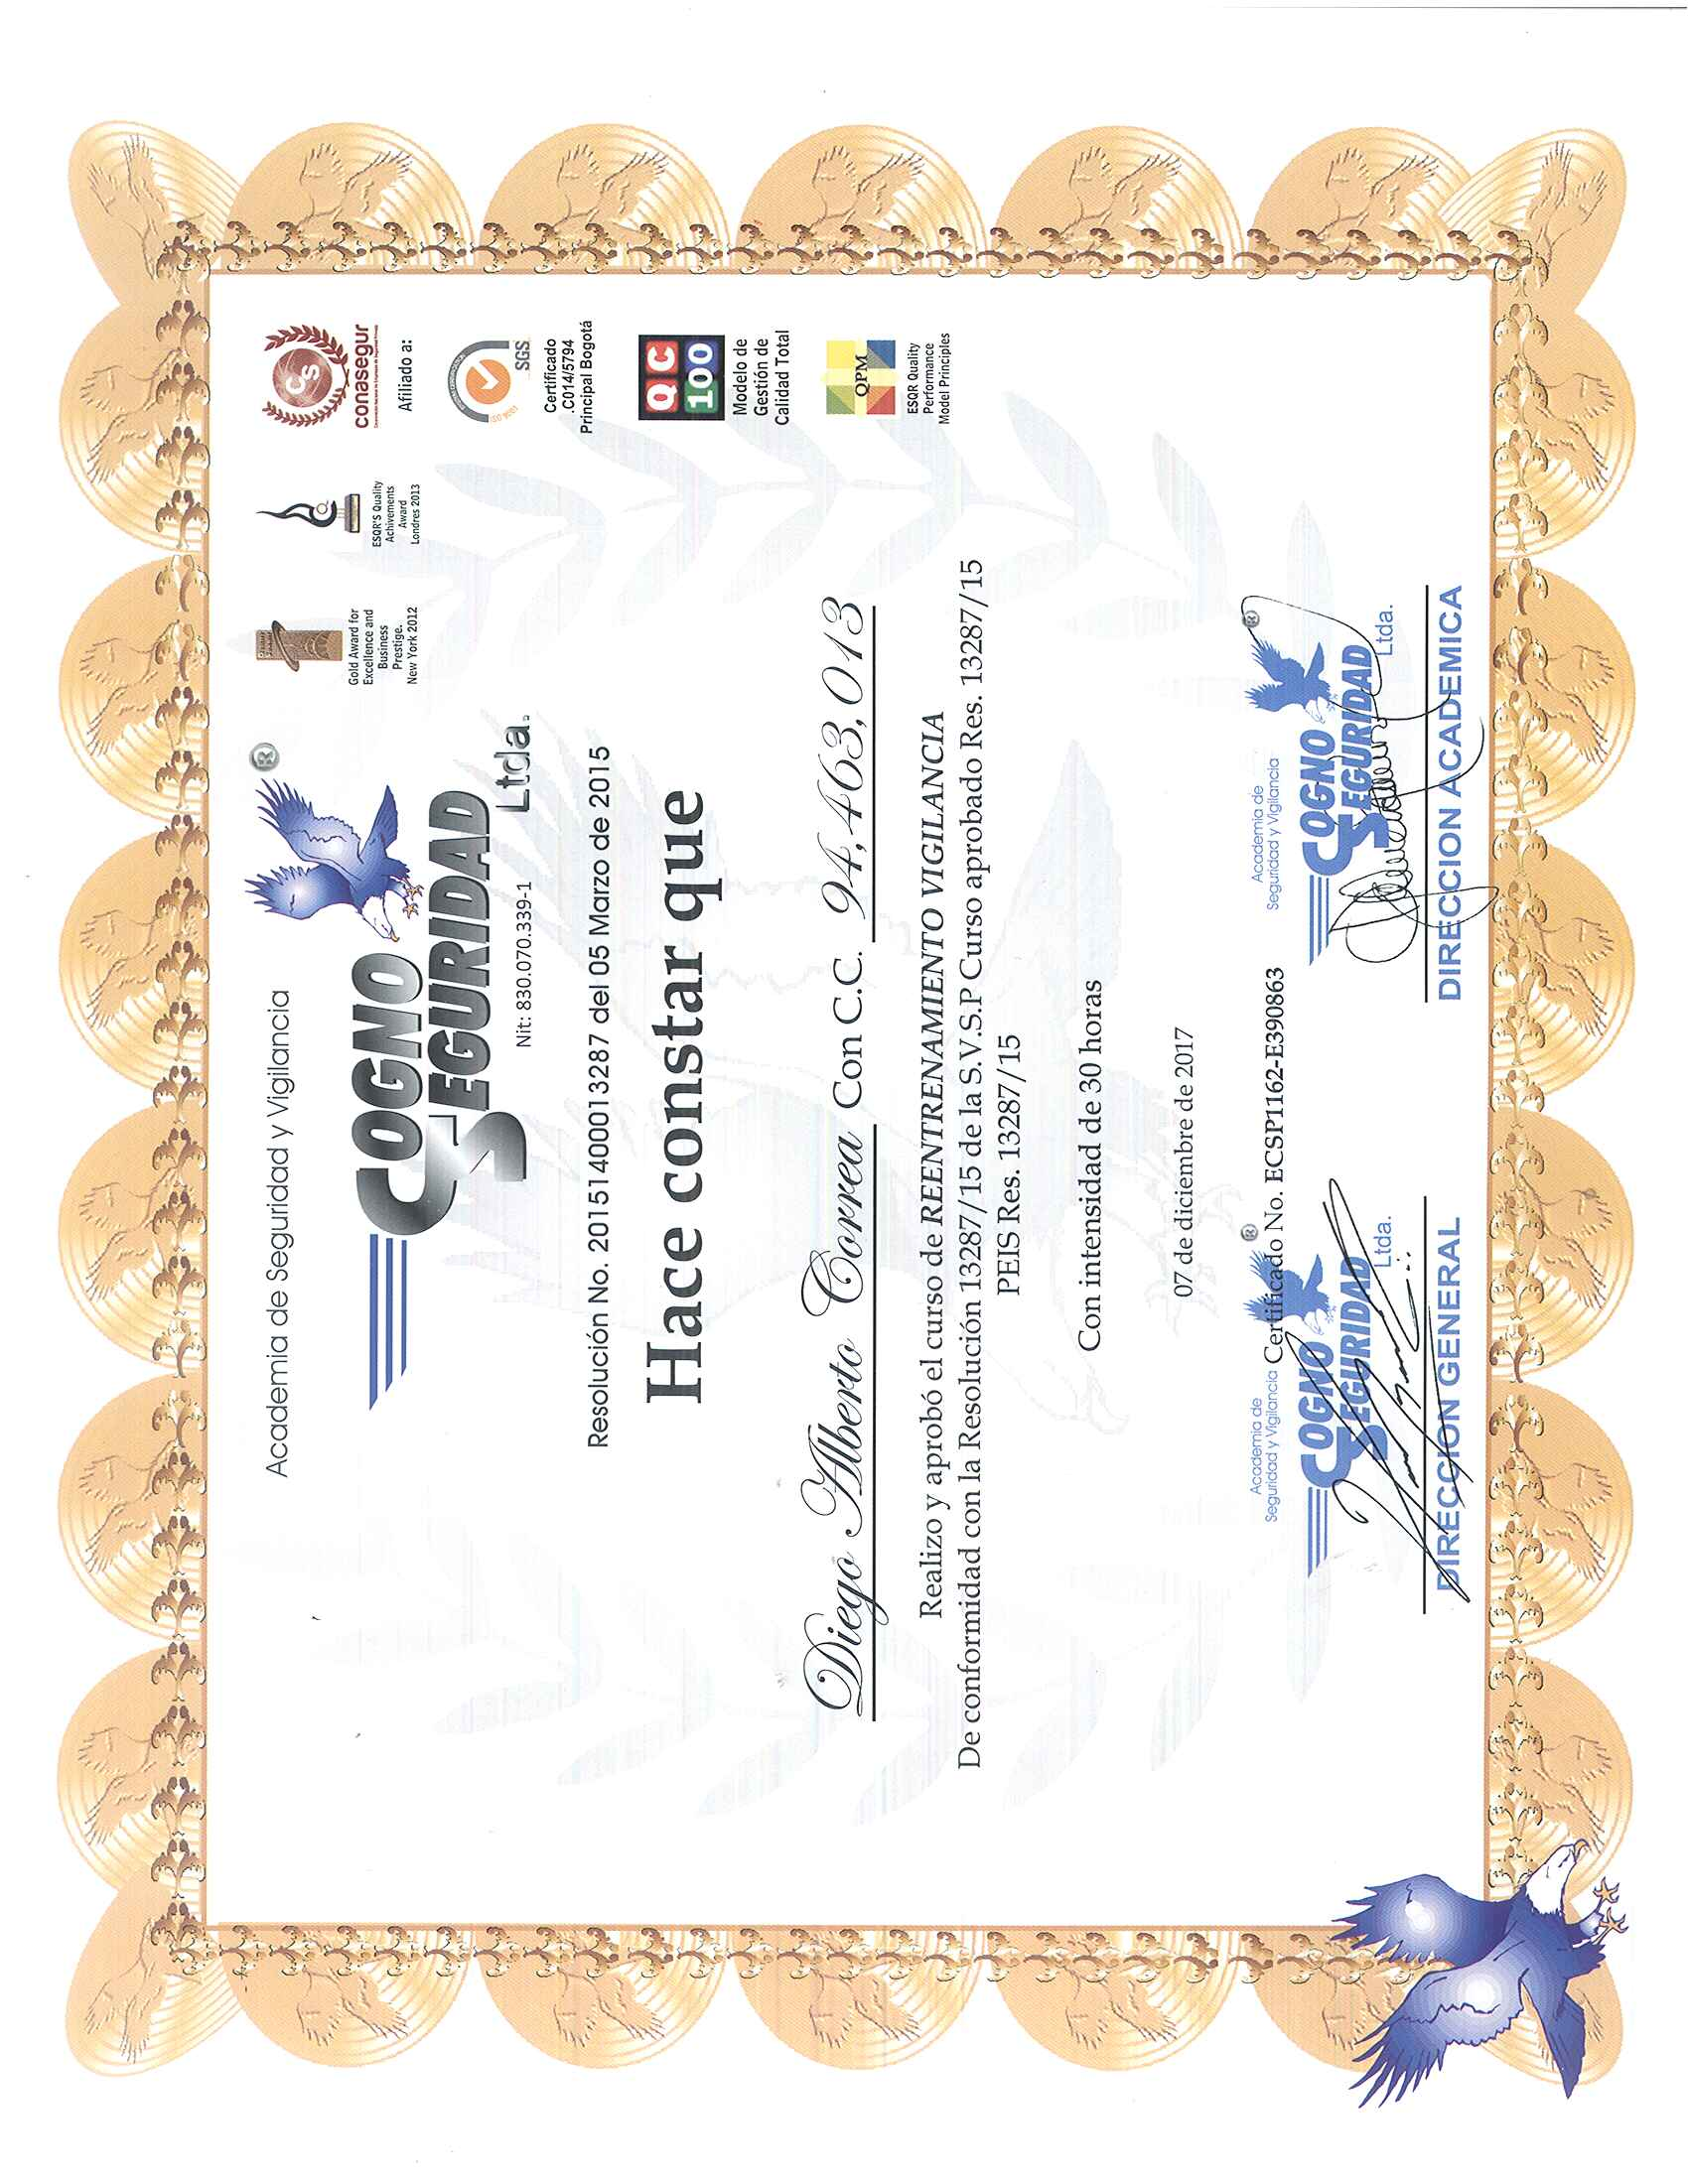 Academia de Seguridad y Vigilancia
COGNO
SEGURIDAD
®
Ltda.
Nit: 830.070.339-1
Gold Award for
Excellence and
Business
Prestige.
New York 2012
ESQR'S Quality
Achivements
Award
Londres 2013
Cs
conasegur
Afiliado a:
ISO 9001
SGS
Certificado
.C014/5794
Principal Bogotá
QC
100
Modelo de
Gestión de
Calidad Total
QPM
ESQR Quality
Performance
Model Principles
Resolución No. 20151400013287 del 05 Marzo de 2015
Hace constar que
Diego Alberto Correa Con C.C. 94,463,013
Realizo y aprobó el curso de REENTRENAMIENTO VIGILANCIA
De conformidad con la Resolución 13287/15 de la S.V.S.P Curso aprobado Res. 13287/15
PEIS Res. 13287/15
Con intensidad de 30 horas
07 de diciembre de 2017
Certificado No. ECSP1162-E390863
Academia de
Seguridad y Vigilancia
COGNO
SEGURIDAD
®
Ltda.
DIRECCION GENERAL
Academia de
Seguridad y Vigilancia
COGNO
SEGURIDAD
®
Ltda.
DIRECCION ACADEMICA